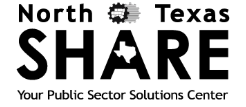 North Texas
SHARE
Your Public Sector Solutions Center